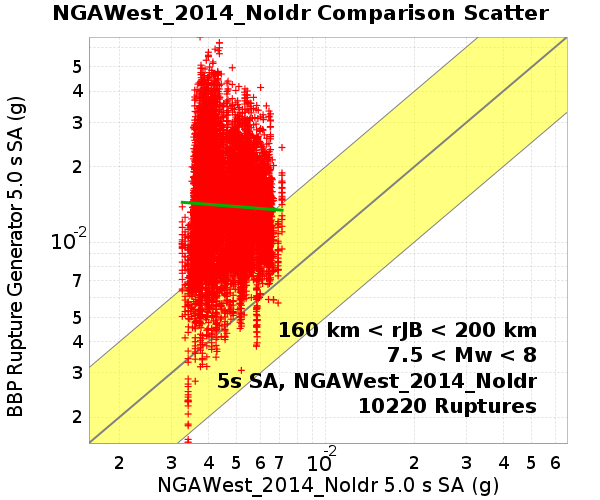 NGAWest_2014_NoIdr Comparison Scatter
BBP Rupture Generator 5.0 s SA (g)
5
4
3
2
10-2
7
5
4
3
2
160 km < rJB < 200 km
7.5 < Mw < 8
5s SA, NGAWest_2014_NoIdr
10220 Ruptures
2 3 4 5 6 7 10-2 2 3 4 5 6
NGAWest_2014_NoIdr 5.0 s SA (g)